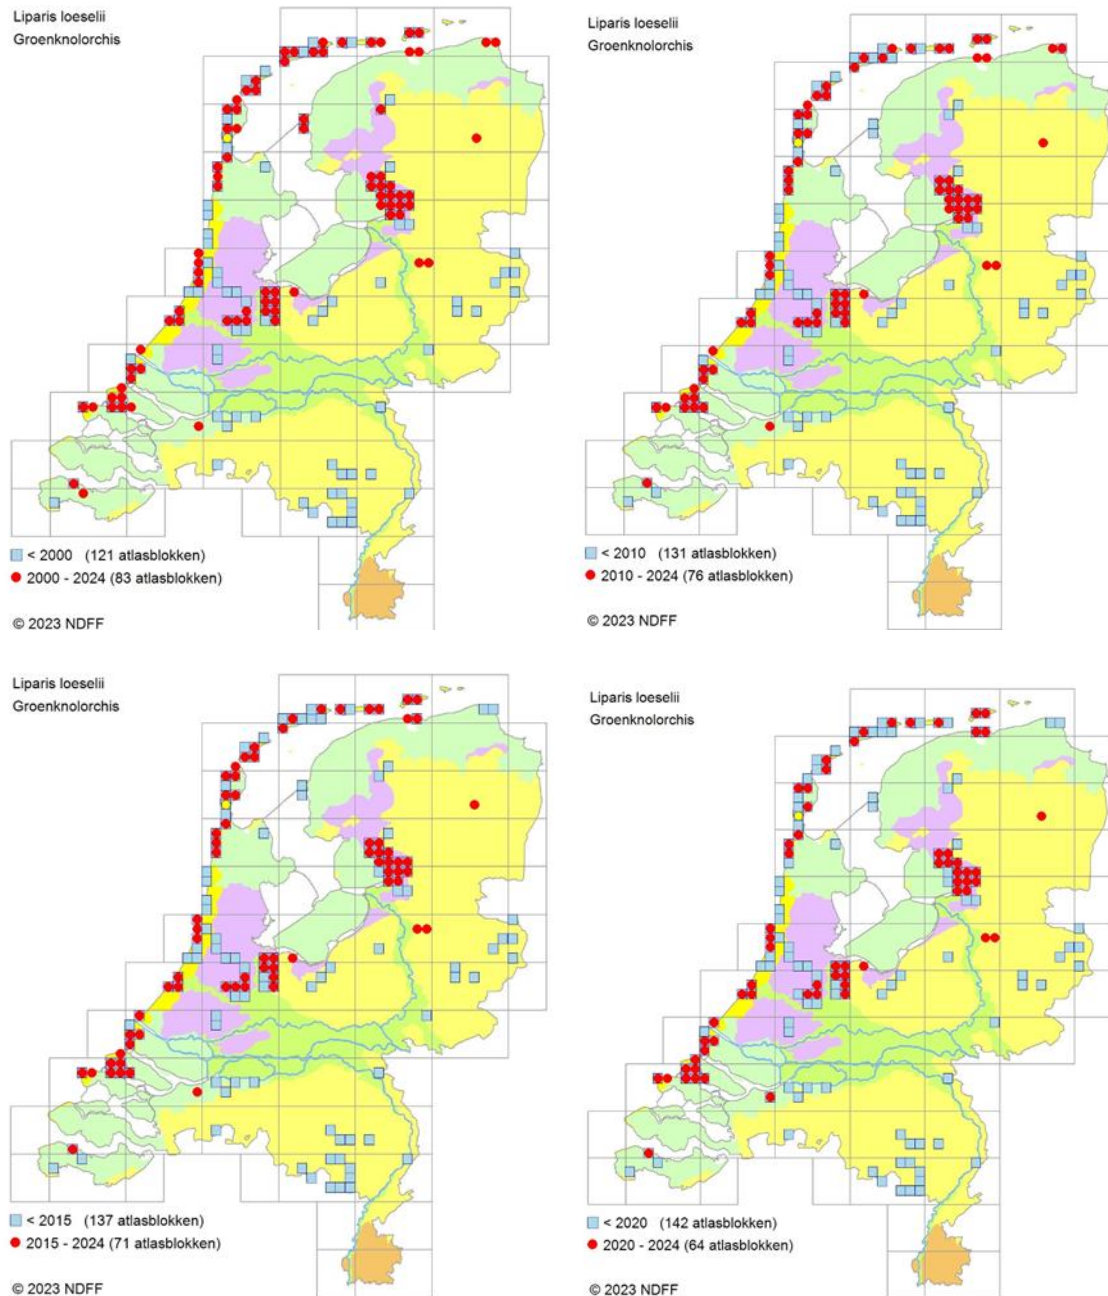 Liparis loeselii
Groenknolorchis
< 2000 (121 atlasblokken)
2000 - 2024 (83 atlasblokken)
© 2023 NDFF
Liparis loeselii
Groenknolorchis
< 2010 (131 atlasblokken)
2010 - 2024 (76 atlasblokken)
© 2023 NDFF
Liparis loeselii
Groenknolorchis
< 2015 (137 atlasblokken)
2015 - 2024 (71 atlasblokken)
© 2023 NDFF
Liparis loeselii
Groenknolorchis
< 2020 (142 atlasblokken)
2020 - 2024 (64 atlasblokken)
© 2023 NDFF